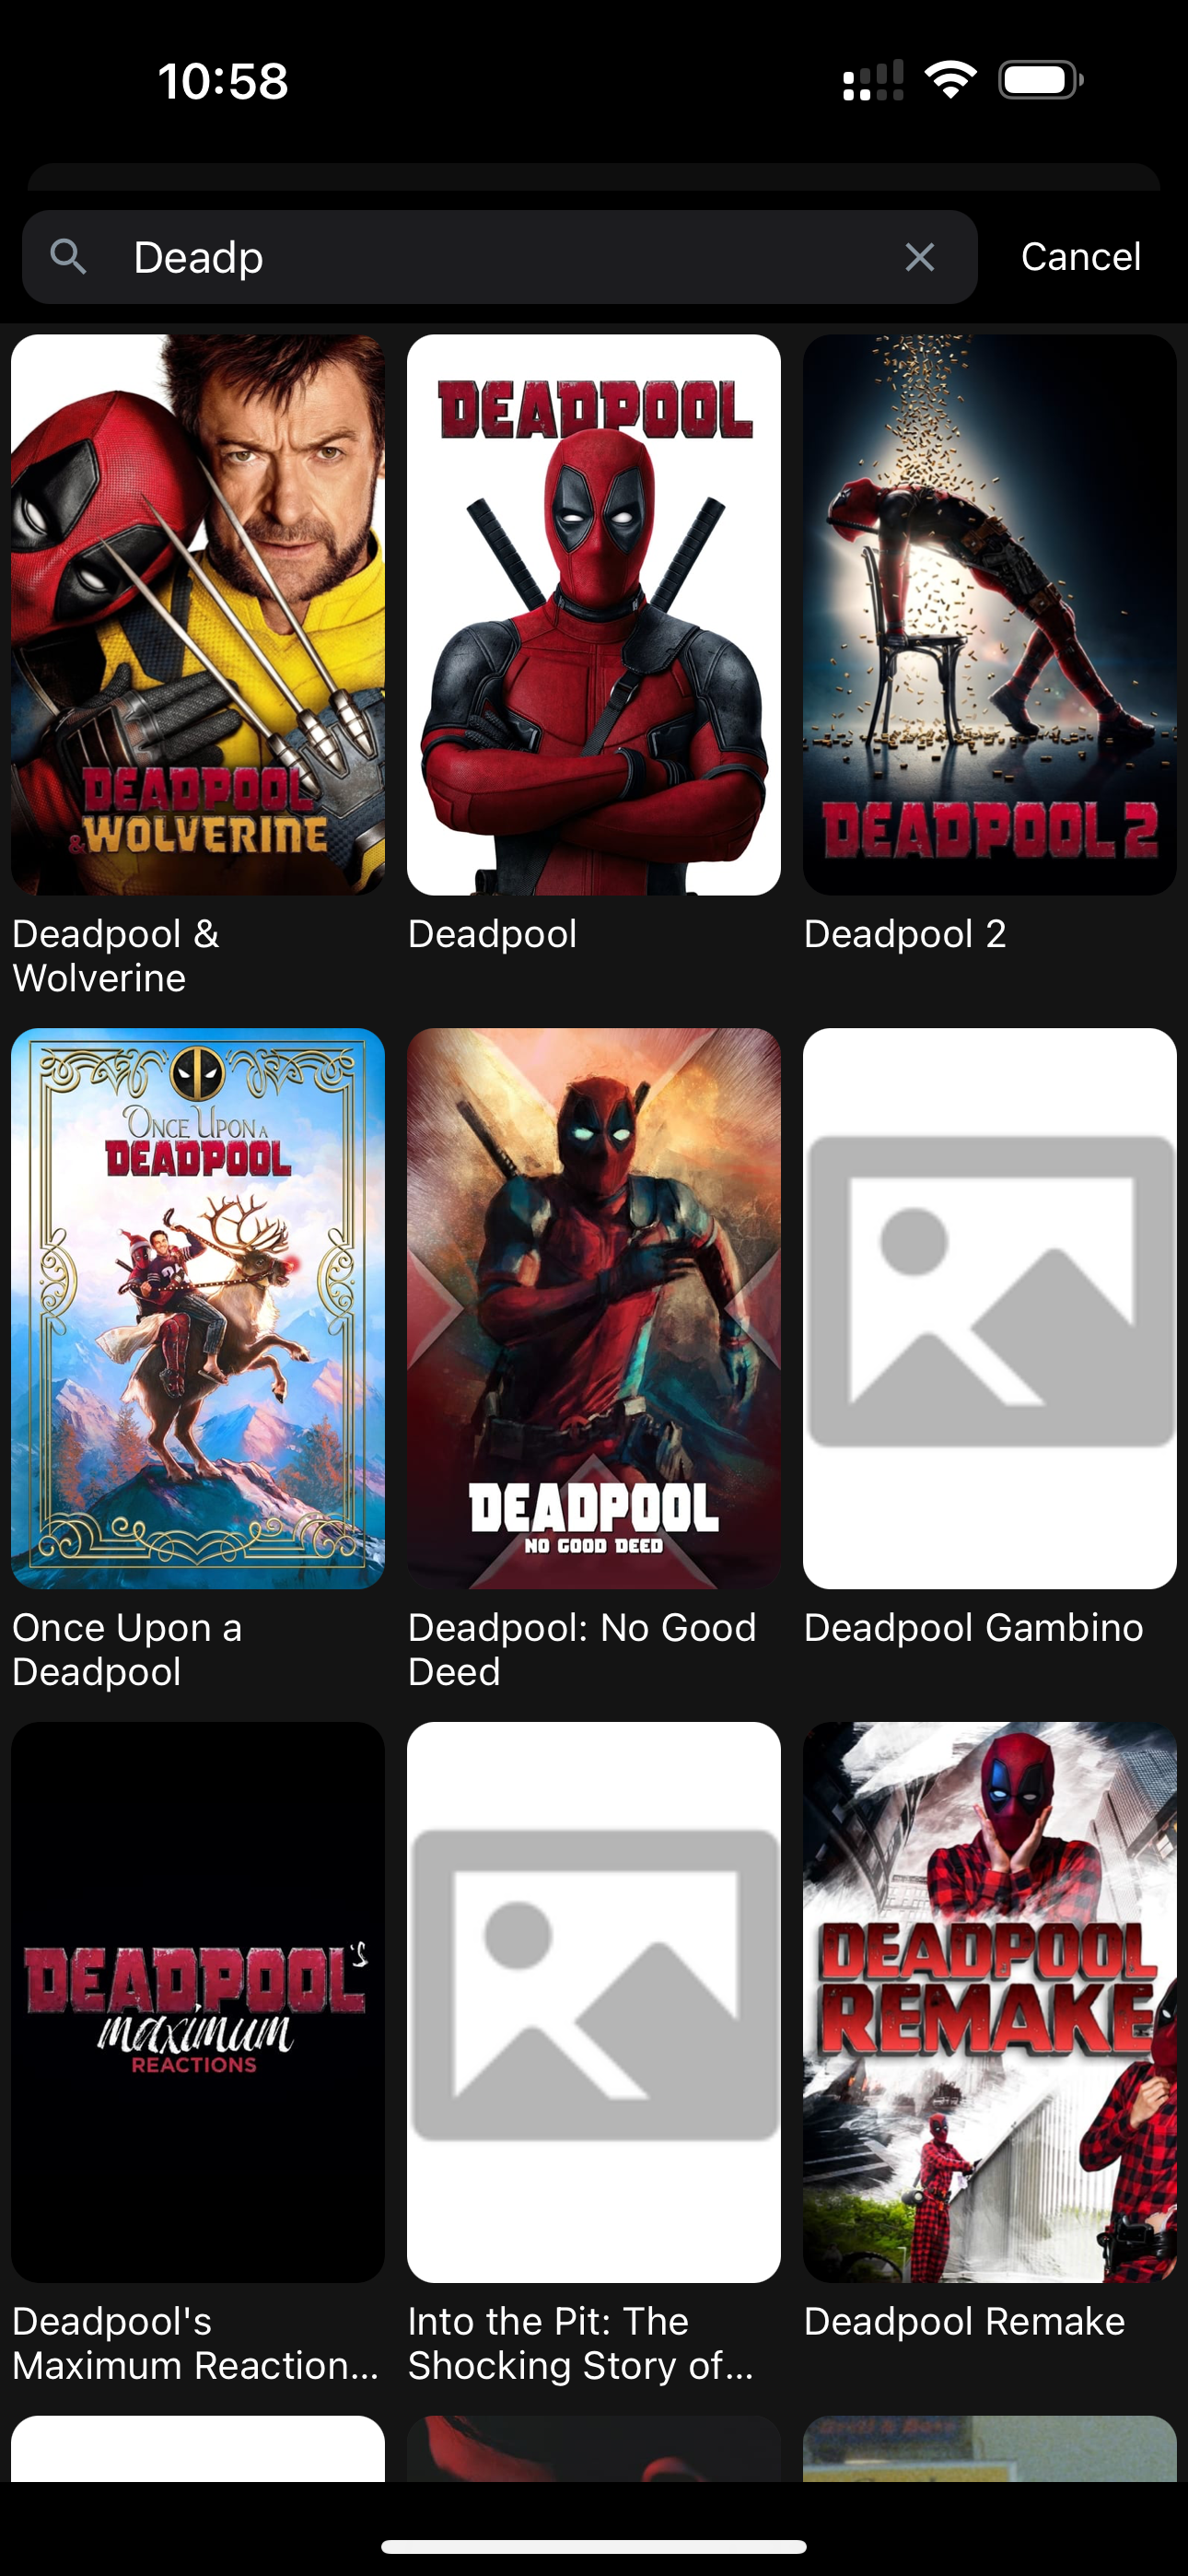 10:58
Deadp
Cancel
DEADPOOL
& WOLVERINE
DEADPOOL
DEADPOOL 2
Deadpool &
Wolverine
Deadpool
Deadpool 2
ONCE UPON A
DEADPOOL
DEADPOOL
NO GOOD DEED
Once Upon a
Deadpool
Deadpool: No Good
Deed
Deadpool Gambino
DEADPOOL'S
maximum
REACTIONS
DEADPOOL
REMAKE
Deadpool's
Maximum Reaction...
Into the Pit: The
Shocking Story of...
Deadpool Remake